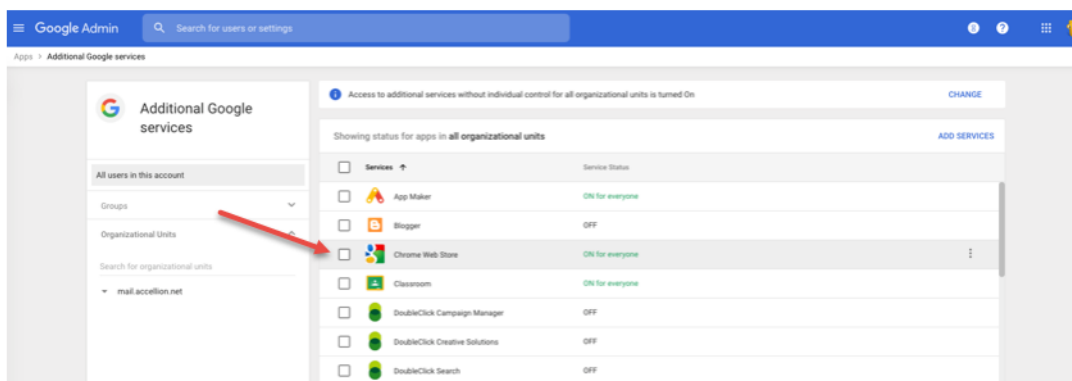 Google Admin
Search for users or settings
Apps > Additional Google services
Additional Google
services
All users in this account
Groups
Organizational Units
Search for organizational units
mail.accellion.net
Access to additional services without individual control for all organizational units is turned On
CHANGE
Showing status for apps in all organizational units
ADD SERVICES
Services Service Status
App Maker ON for everyone
Blogger OFF
Chrome Web Store ON for everyone
Classroom ON for everyone
DoubleClick Campaign Manager OFF
DoubleClick Creative Solutions OFF
DoubleClick Search OFF